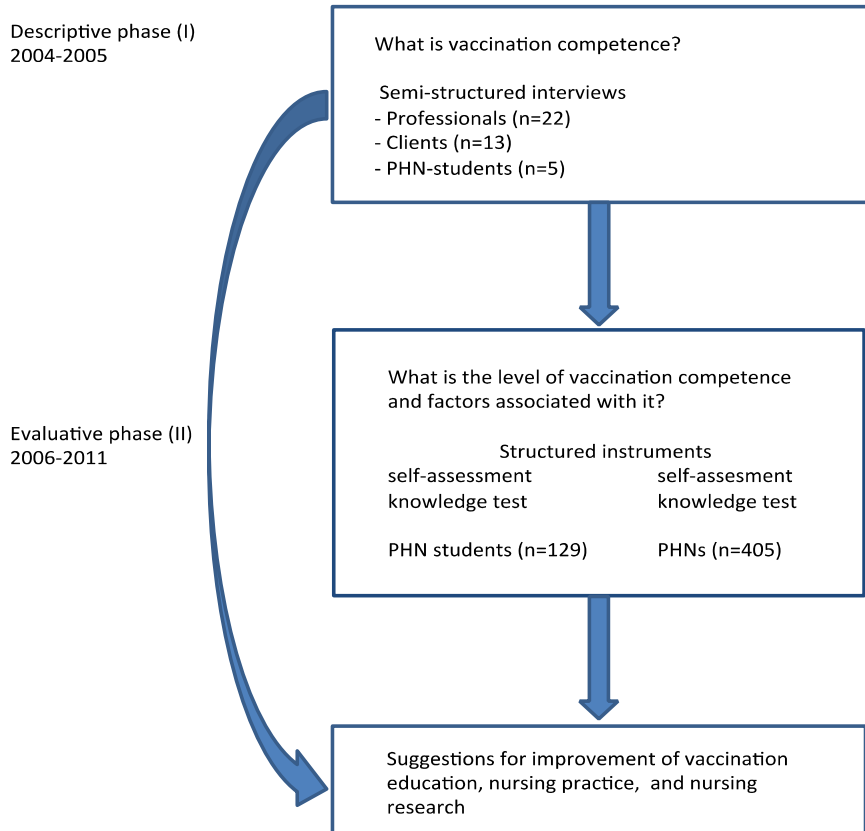 Descriptive phase (I)
2004-2005
What is vaccination competence?
Semi-structured interviews
- Professionals (n=22)
- Clients (n=13)
- PHN-students (n=5)
Evaluative phase (II)
2006-2011
What is the level of vaccination competence
and factors associated with it?
Structured instruments
self-assessment self-assesment
knowledge test knowledge test
PHN students (n=129) PHNs (n=405)
Suggestions for improvement of vaccination
education, nursing practice, and nursing
research